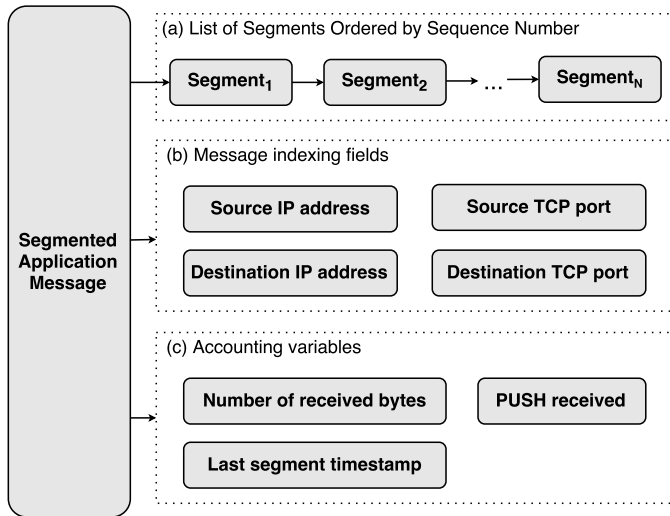 (a) List of Segments Ordered by Sequence Number
Segment1
Segment2
...
SegmentN
(b) Message indexing fields
Source IP address
Source TCP port
Segmented
Application
Message
Destination IP address
Destination TCP port
(c) Accounting variables
Number of received bytes
PUSH received
Last segment timestamp